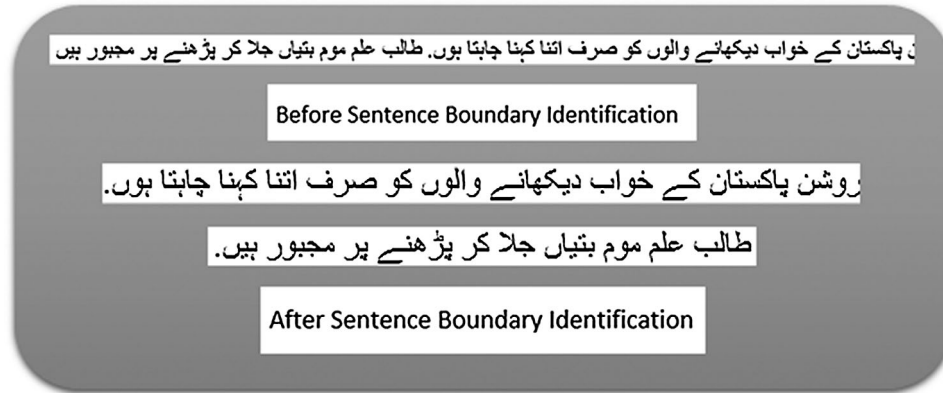 پاکستان کے خواب دیکھانے والوں کو صرف اتنا کہنا چاہتا ہوں. طالب علم موم بتیاں جلا کر پڑھنے پر مجبور ہیں
Before Sentence Boundary Identification
روشن پاکستان کے خواب دیکھانے والوں کو صرف اتنا کہنا چاہتا ہوں.
طالب علم موم بتیاں جلا کر پڑھنے پر مجبور ہیں.
After Sentence Boundary Identification